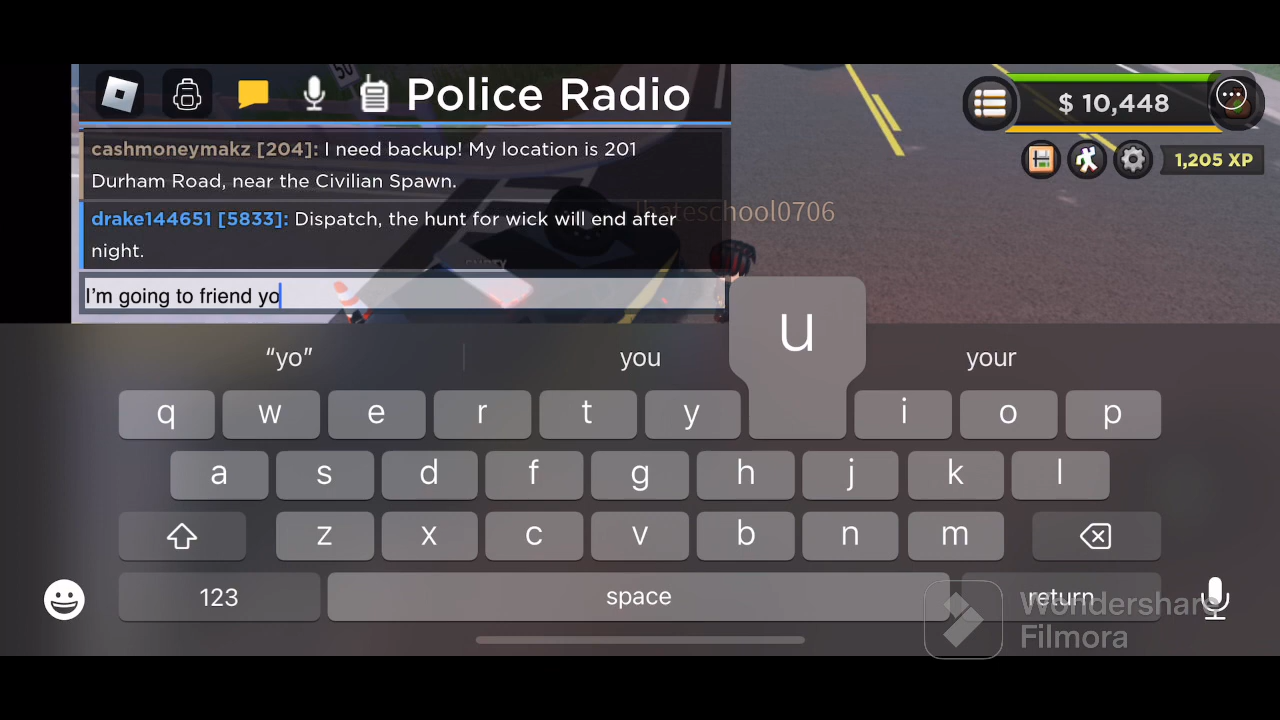 Police Radio
$ 10,448
cashmoneymakz [204]: I need backup! My location is 201
Durham Road, near the Civilian Spawn.
1,205 XP
drake144651 [5833]: Dispatch, the hunt for wick will end after
night.
Ihateschool0706
50
EMPTY
I'm going to friend yo
u
“yo”
you
your
q w e r t y i o p
a s d f g h j k l
z x c v b n m
123
space
return
Wondershare
Filmora